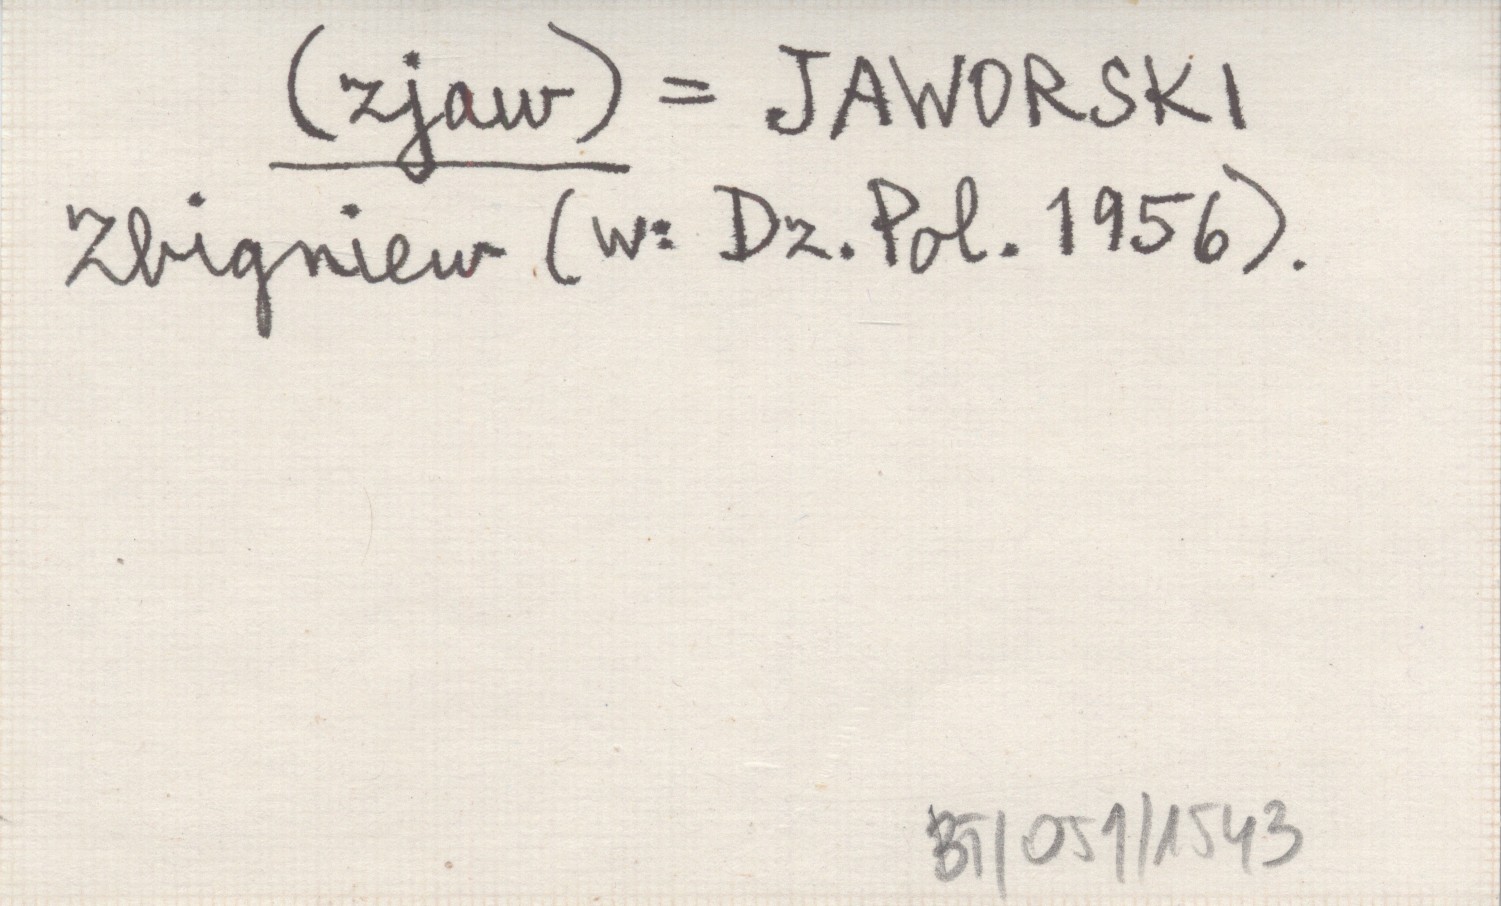 (zjaw) = JAWORSKI
Zbigniew (w: Dz. Pol. 1956).
BT/051/1543